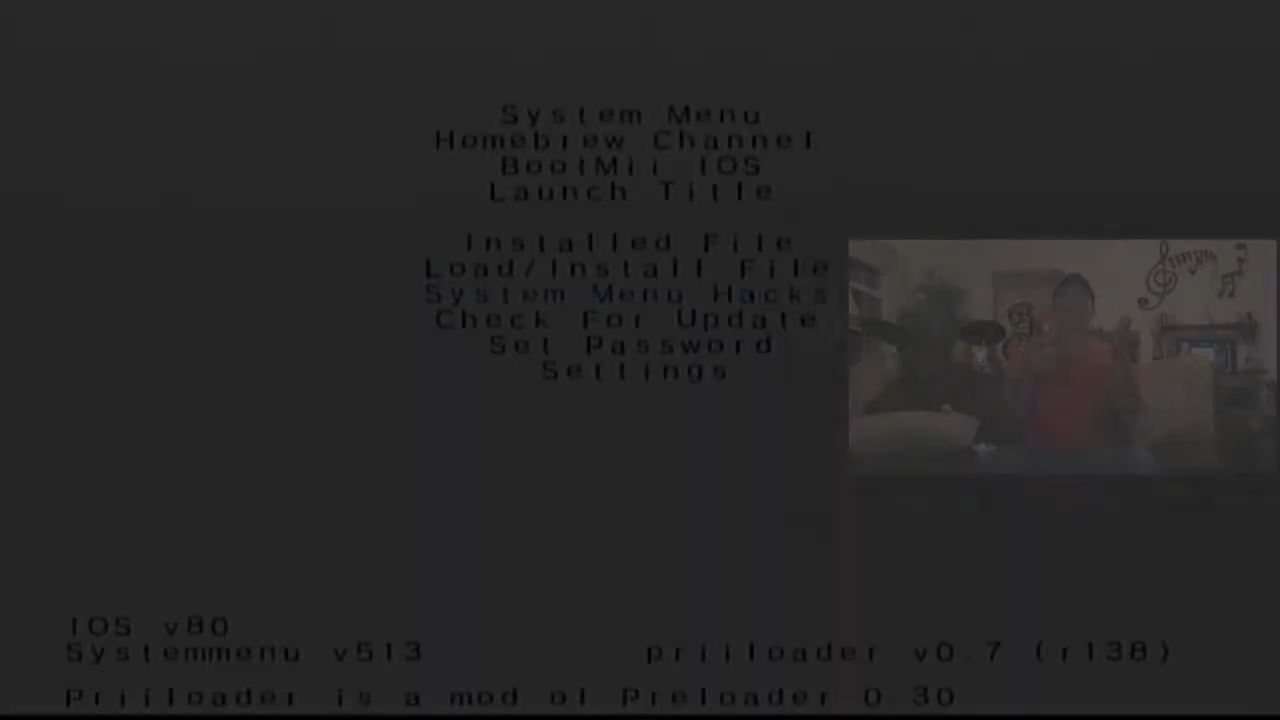 System Menu
Homebrew Channel
BootMii IOS
Launch Title
Installed File
Load/Install File
System Menu Hacks
Check For Update
Set Password
Settings
IOS v80
Systemmenu v513
priiloader v0.7 (r138)
Priiloader is a mod of Preloader 0.30